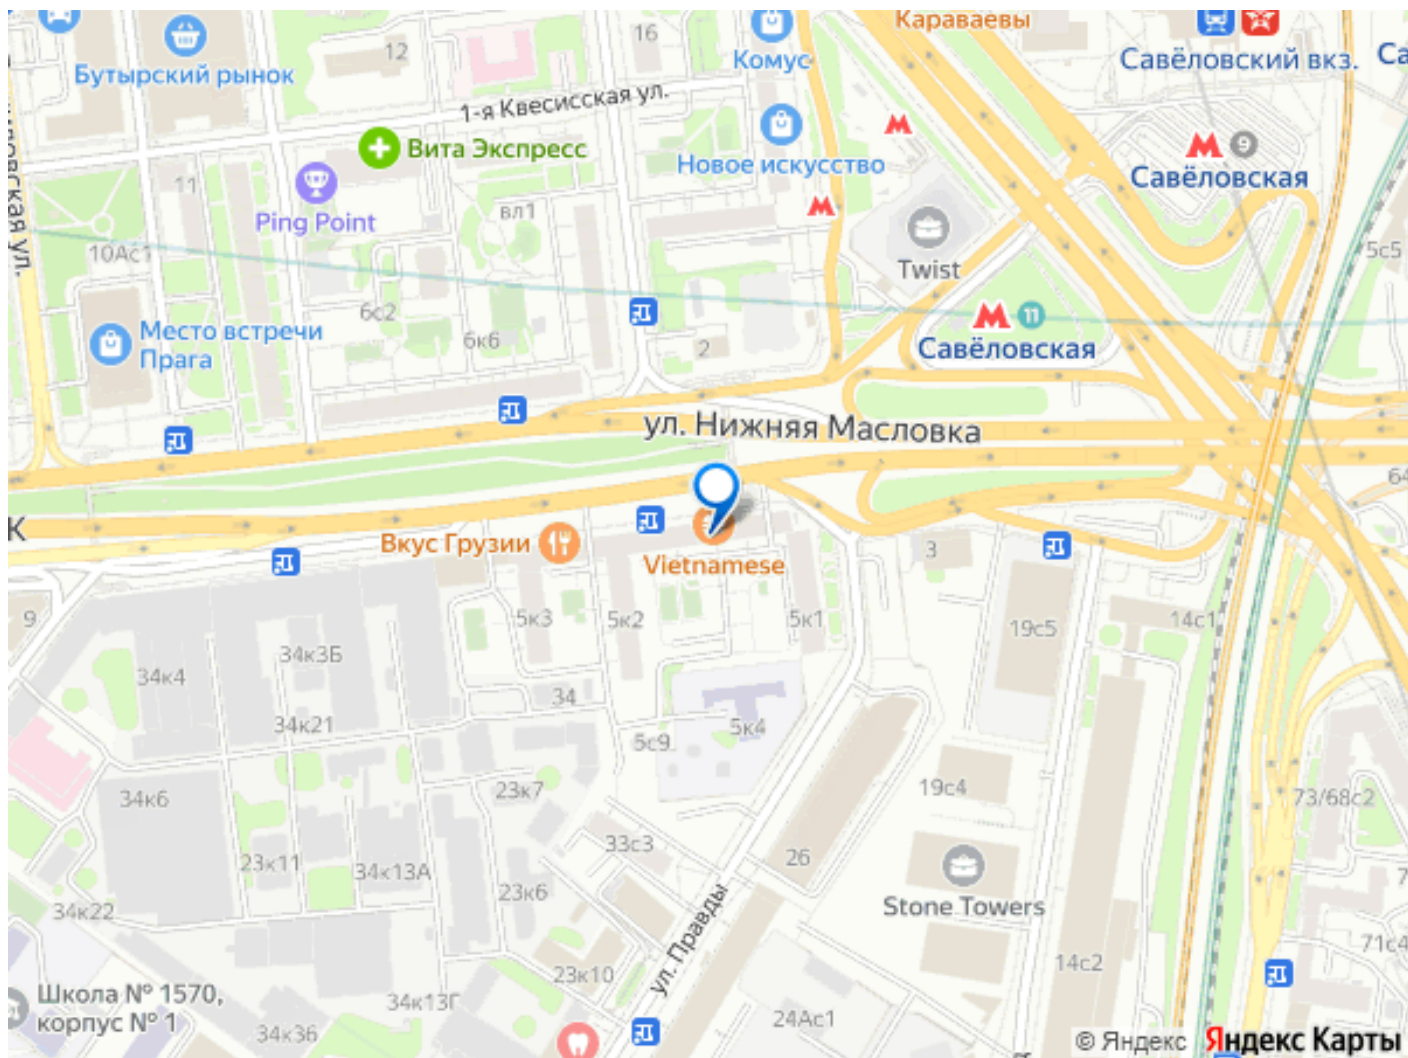 Караваевы
16
12
Бутырский рынок
Комус
Савёловский вкз.
Са
1-я Квесисская ул.
Вита Экспресс
Новое искусство
9
Савёловская
11
Ping Point
вл1
10Ас1
Twist
5с5
6с2
11
Место встречи
Прага
6к6
2
Савёловская
ул. Нижняя Масловка
64
К
Вкус Грузии
Vietnamese
3
9
5к3
5к2
5к1
19с5
14с1
34к3Б
34к4
34
34к21
5с9
5к4
34к6
23к7
19с4
73/68с2
33с3
26
23к11
34к13А
23к6
34к22
Stone Towers
ул. Правды
71с4
23к10
14с2
Школа № 1570,
корпус № 1
34к13Г
34к36
24Ас1
© Яндекс Яндекс Карты